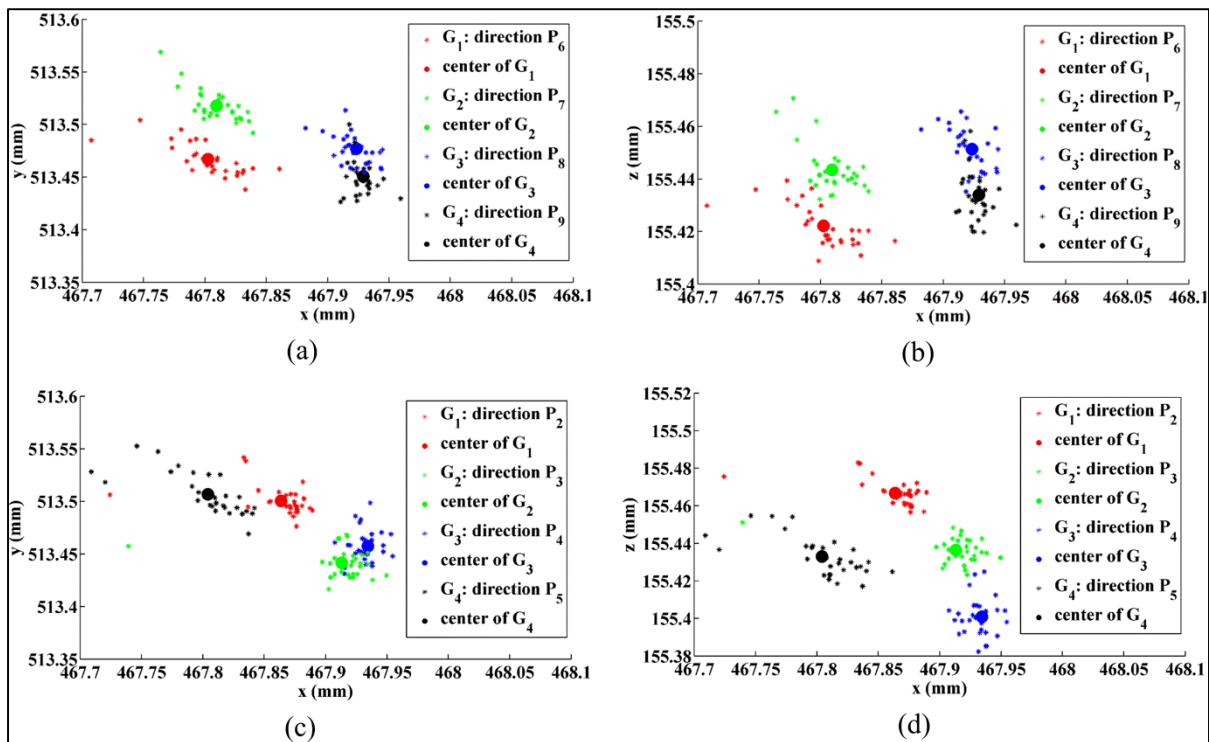 513.6
513.55
513.5
513.45
513.4
513.35
y (mm)
467.7 467.75 467.8 467.85 467.9 467.95 468 468.05 468.1
x (mm)
G1: direction P6
center of G1
G2: direction P7
center of G2
G3: direction P8
center of G3
G4: direction P9
center of G4
(a)
155.5
155.48
155.46
155.44
155.42
155.4
z (mm)
467.7 467.75 467.8 467.85 467.9 467.95 468 468.05 468.1
x (mm)
G1: direction P6
center of G1
G2: direction P7
center of G2
G3: direction P8
center of G3
G4: direction P9
center of G4
(b)
513.6
513.55
513.5
513.45
513.4
513.35
y (mm)
467.7 467.75 467.8 467.85 467.9 467.95 468 468.05 468.1
x (mm)
G1: direction P2
center of G1
G2: direction P3
center of G2
G3: direction P4
center of G3
G4: direction P5
center of G4
(c)
155.52
155.5
155.48
155.46
155.44
155.42
155.4
155.38
z (mm)
467.7 467.75 467.8 467.85 467.9 467.95 468 468.05 468.1
x (mm)
G1: direction P2
center of G1
G2: direction P3
center of G2
G3: direction P4
center of G3
G4: direction P5
center of G4
(d)